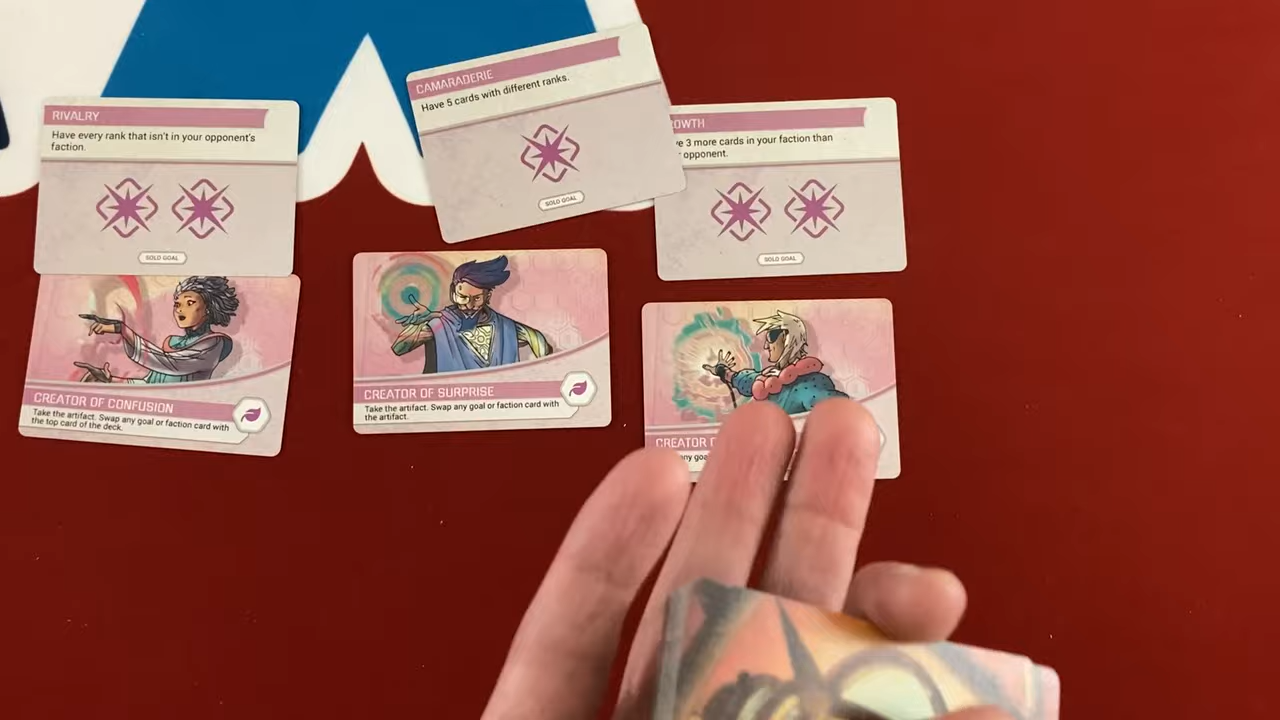 RIVALRY
Have every rank that isn't in your opponent's
faction.
SOLO GOAL
CAMARADERIE
Have 5 cards with different ranks.
SOLO GOAL
3 more cards in your faction than
opponent.
SOLO GOAL
CREATOR OF CONFUSION
Take the artifact. Swap any goal or faction card with
the top card of the deck.
CREATOR OF SURPRISE
Take the artifact. Swap any goal or faction card with
the artifact.
CREATOR